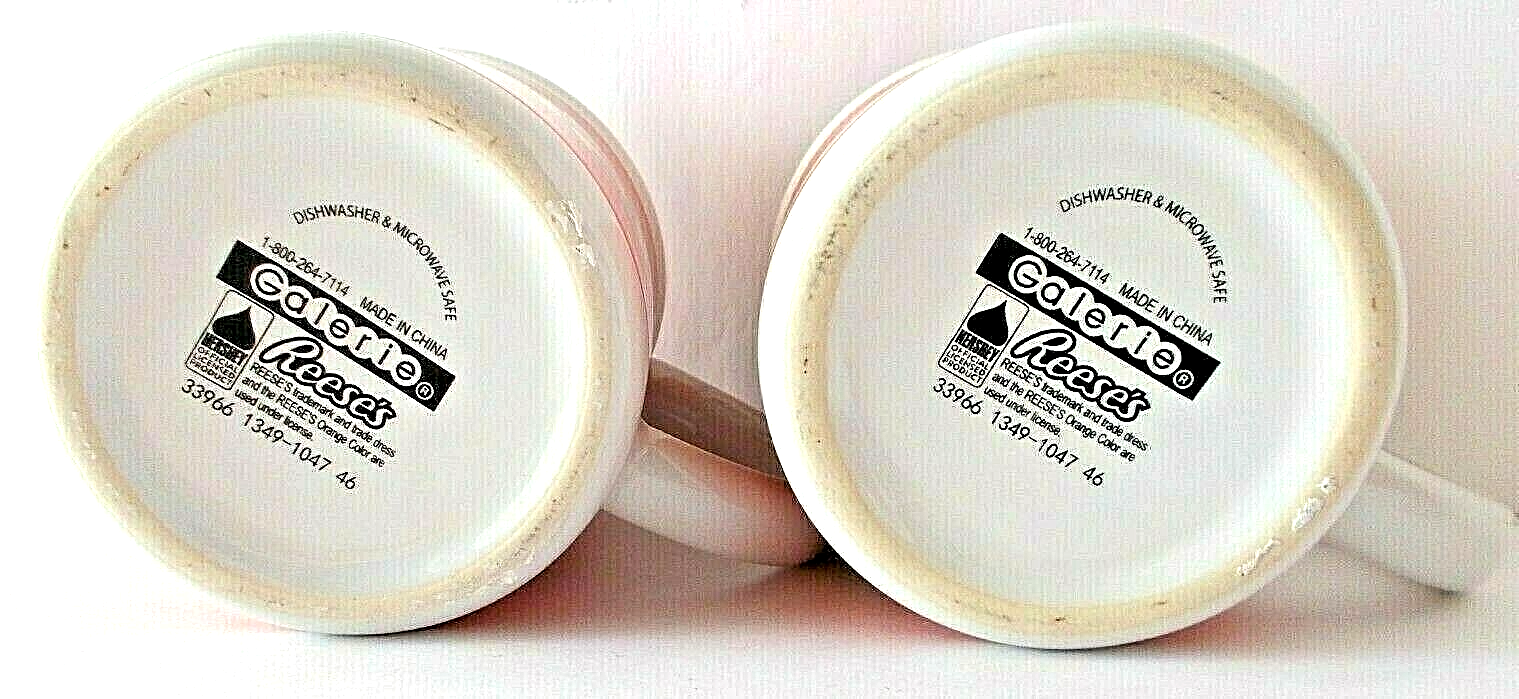 DISHWASHER & MICROWAVE SAFE
1-800-264-7114 MADE IN CHINA
Galerie®
HERSHEY
OFFICIAL
LICENSED
PRODUCT
Reese's
REESE'S trademark and trade dress
and the REESE'S Orange Color are
used under license.
33966 1349-1047 46
DISHWASHER & MICROWAVE SAFE
1-800-264-7114 MADE IN CHINA
Galerie®
HERSHEY
OFFICIAL
LICENSED
PRODUCT
Reese's
REESE'S trademark and trade dress
and the REESE'S Orange Color are
used under license.
33966 1349-1047 46